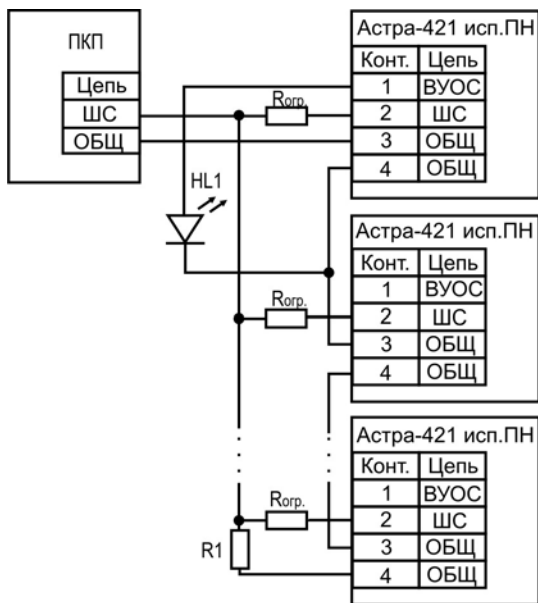 ПКП
Цепь
ШС
ОБЩ
HL1
Rогр.
Астра-421 исп.ПН
Конт. Цепь
1 ВУОС
2 ШС
3 ОБЩ
4 ОБЩ
Rогр.
Астра-421 исп.ПН
Конт. Цепь
1 ВУОС
2 ШС
3 ОБЩ
4 ОБЩ
Rогр.
R1
Астра-421 исп.ПН
Конт. Цепь
1 ВУОС
2 ШС
3 ОБЩ
4 ОБЩ